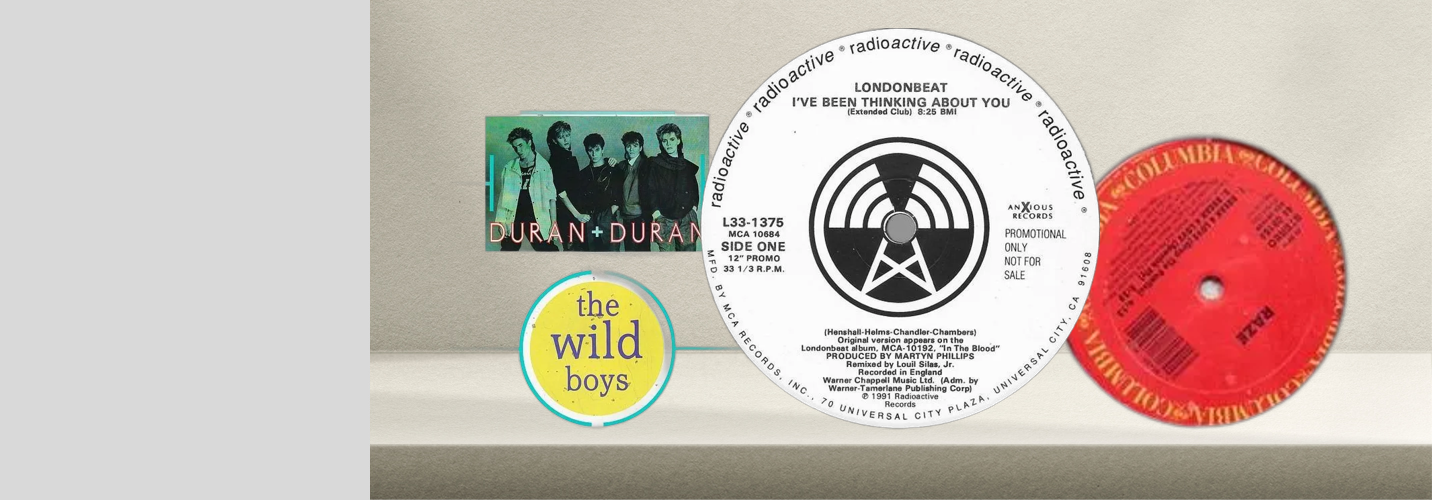 DURAN+DURAN
the
wild
boys
radioactive ® radioactive ® radioactive ® radioactive ® radioactive ®
LONDONBEAT
I'VE BEEN THINKING ABOUT YOU
(Extended Club) 8:25 BMI
L33-1375
MCA 10684
SIDE ONE
12" PROMO
33 1/3 R.P.M.
ANXIOUS
RECORDS
PROMOTIONAL
ONLY
NOT FOR
SALE
(Henshall-Helms-Chandler-Chambers)
Original version appears on the
Londonbeat album, MCA-10192, "In The Blood"
PRODUCED BY MARTYN PHILLIPS
Remixed by Louil Silas, Jr.
Recorded in England
Warner Chappell Music Ltd. (Adm. by
Warner-Tamerlane Publishing Corp)
℗ 1991 Radioactive
Records
MFD. BY MCA RECORDS, INC., 70 UNIVERSAL CITY PLAZA, UNIVERSAL CITY, CA 91608
COLUMBIA COLUMBIA COLUMBIA COLUMBIA COLUMBIA